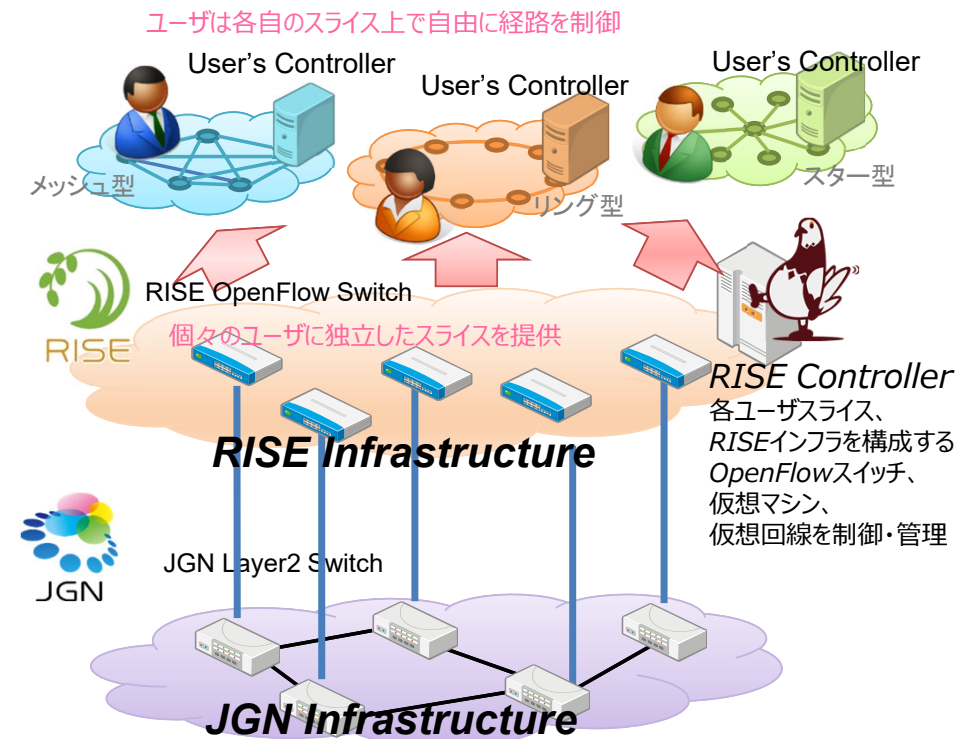 ユーザは各自のスライス上で自由に経路を制御
User's Controller
User's Controller
User's Controller
メッシュ型
リング型
スター型
RISE
RISE OpenFlow Switch
個々のユーザに独立したスライスを提供
RISE Infrastructure
RISE Controller
各ユーザスライス、
RISEインフラを構成する
OpenFlowスイッチ、
仮想マシン、
仮想回線を制御・管理
JGN
JGN Layer2 Switch
JGN Infrastructure